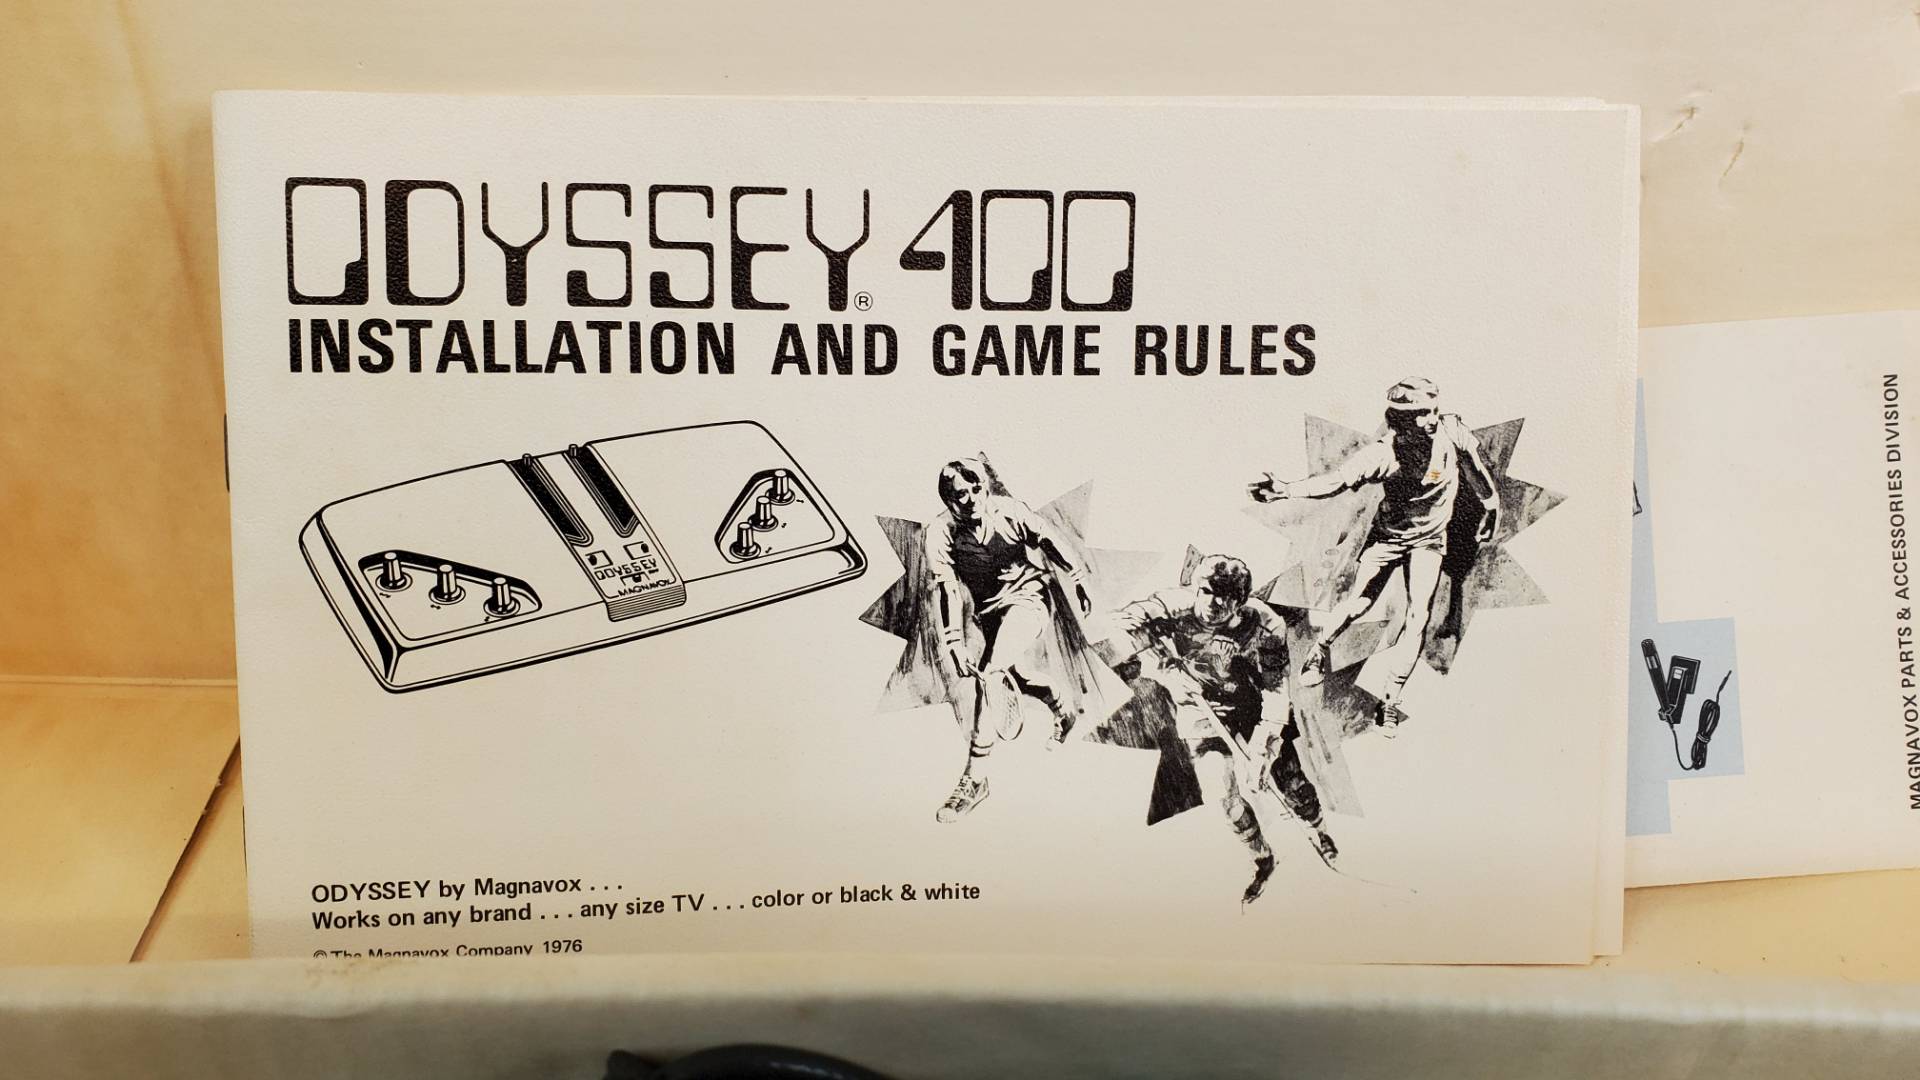 ODYSSEY® 400
INSTALLATION AND GAME RULES
ODYSSEY
MAGNAVOX
ODYSSEY by Magnavox . . .
Works on any brand . . . any size TV . . . color or black & white
© The Magnavox Company 1976
MAGNAVOX PARTS & ACCESSORIES DIVISION